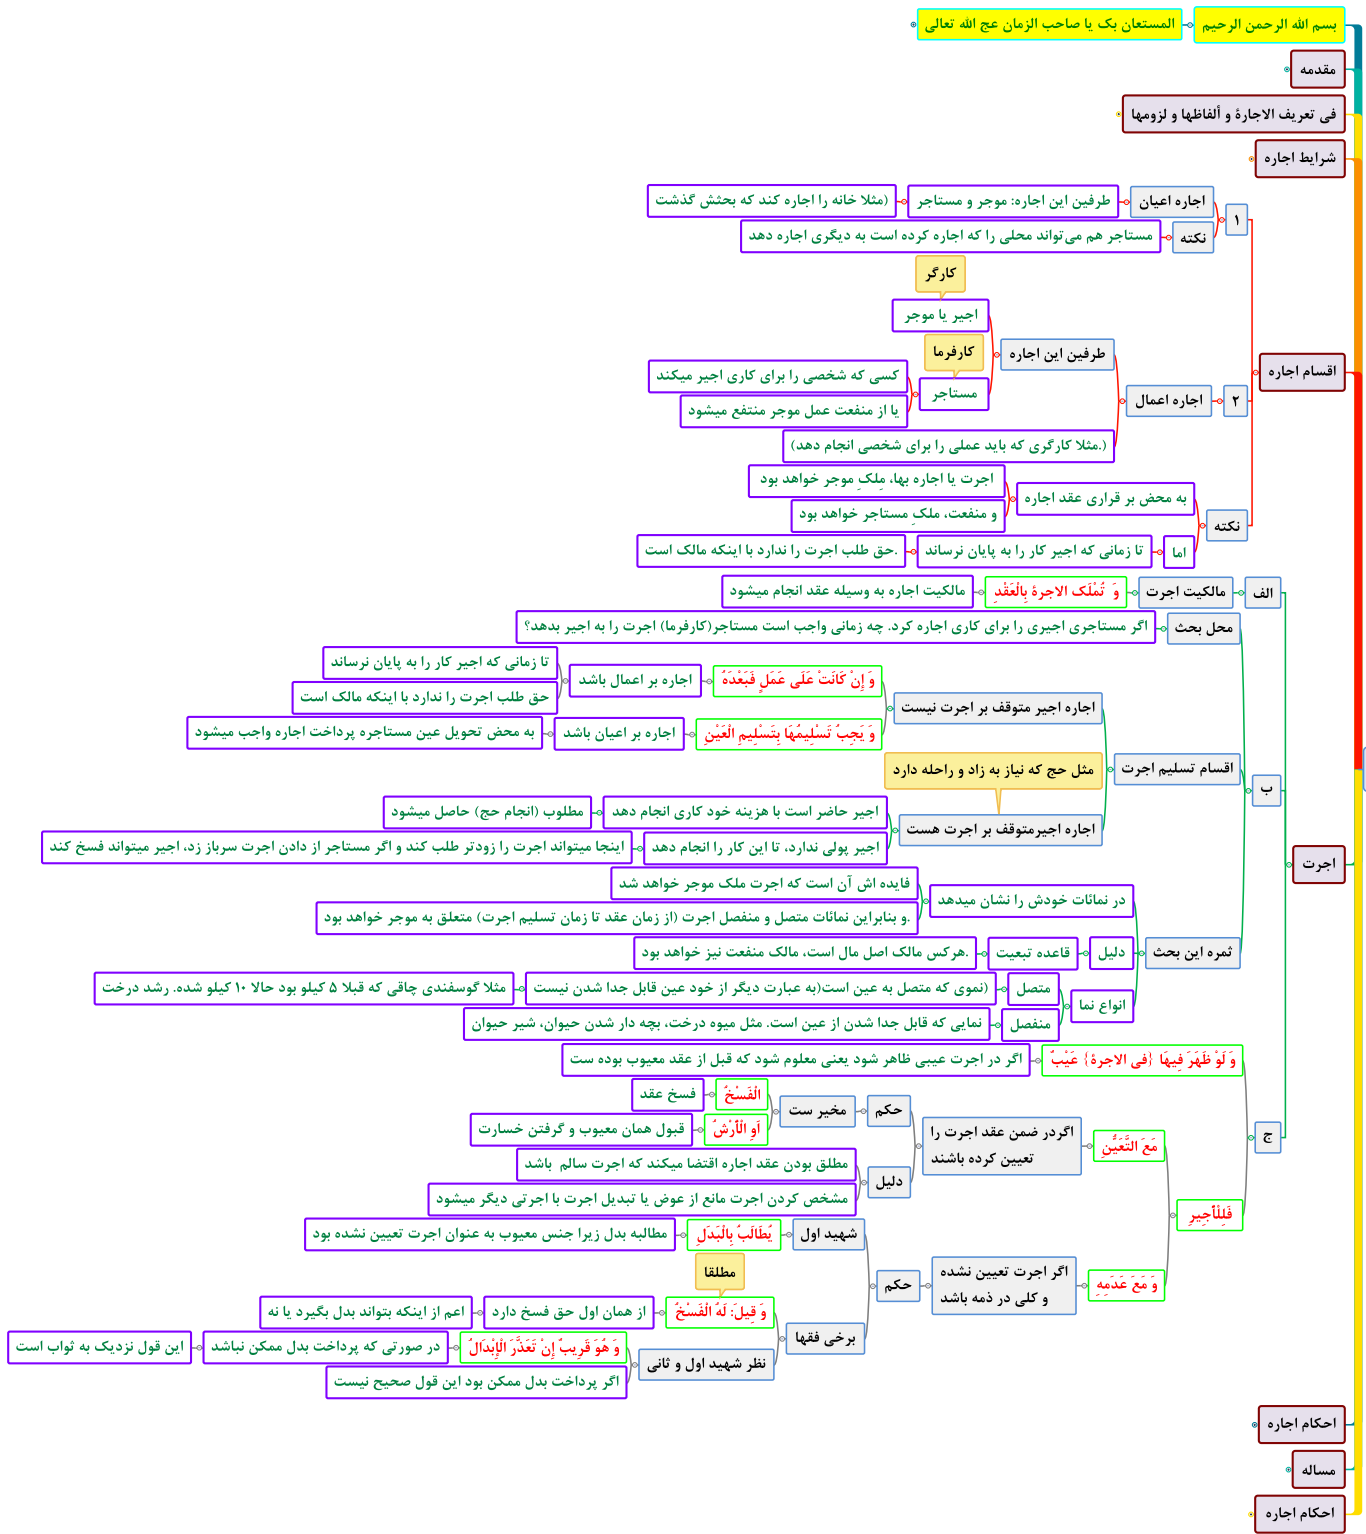 بسم الله الرحمن الرحیم
المستعان بک یا صاحب الزمان عج الله تعالی
مقدمه
فی تعریف الاجارة و ألفاظها و لزومها
شرایط اجاره
اقسام اجاره
۱
اجاره اعیان
طرفین این اجاره: موجر و مستاجر
(مثلا خانه را اجاره کند که بحثش گذشت
نکته
مستاجر هم می‌تواند محلی را که اجاره کرده است به دیگری اجاره دهد
۲
اجاره اعمال
طرفین این اجاره
کارگر
اجیر یا موجر
کارفرما
مستاجر
کسی که شخصی را برای کاری اجیر میکند
یا از منفعت عمل موجر منتفع میشود
(.مثلا کارگری که باید عملی را برای شخصی انجام دهد)
نکته
به محض بر قراری عقد اجاره
اجرت یا اجاره بها، مِلکِ موجر خواهد بود
و منفعت، ملکِ مستاجر خواهد بود
اما
تا زمانی که اجیر کار را به پایان نرساند
.حق طلب اجرت را ندارد با اینکه مالک است
اجرت
الف
مالکیت اجرت
وَ تُمْلَک الاجرة بِالْعَقْدِ
مالکیت اجاره به وسیله عقد انجام میشود
ب
محل بحث
اگر مستاجری اجیری را برای کاری اجاره کرد. چه زمانی واجب است مستاجر(کارفرما) اجرت را به اجیر بدهد؟
اقسام تسلیم اجرت
اجاره اجیر متوقف بر اجرت نیست
وَ إِنْ کَانَتْ عَلَی عَمَلٍ فَبَعْدَهُ
اجاره بر اعمال باشد
تا زمانی که اجیر کار را به پایان نرساند
حق طلب اجرت را ندارد با اینکه مالک است
وَ یَجِبُ تَسْلِیمُهَا بِتَسْلِیمِ الْعَیْنِ
اجاره بر اعیان باشد
به محض تحویل عین مستاجره پرداخت اجاره واجب میشود
مثل حج که نیاز به زاد و راحله دارد
اجاره اجیرمتوقف بر اجرت هست
اجیر حاضر است با هزینه خود کاری انجام دهد
مطلوب (انجام حج) حاصل میشود
اجیر پولی ندارد، تا این کار را انجام دهد
اینجا میتواند اجرت را زودتر طلب کند و اگر مستاجر از دادن اجرت سرباز زد، اجیر میتواند فسخ کند
ثمره این بحث
در نمائات خودش را نشان میدهد
فایده اش آن است که اجرت ملک موجر خواهد شد
.و بنابراین نمائات متصل و منفصل اجرت (از زمان عقد تا زمان تسلیم اجرت) متعلق به موجر خواهد بود
دلیل
قاعده تبعیت
.هرکس مالک اصل مال است، مالک منفعت نیز خواهد بود
انواع نما
متصل
(نموی که متصل به عین است(به عبارت دیگر از خود عین قابل جدا شدن نیست
مثلا گوسفندی چاقی که قبلا ۵ کیلو بود حالا ۱۰ کیلو شده. رشد درخت
منفصل
نمایی که قابل جدا شدن از عین است. مثل میوه درخت، بچه دار شدن حیوان، شیر حیوان
ج
وَ لَوْ ظَهَرَ فِیهَا {فی الاجرة} عَیْبٌ
اگر در اجرت عیبی ظاهر شود یعنی معلوم شود که قبل از عقد معیوب بوده ست
فَلِلْأَجِیرِ
مَعَ التَّعَیُّنِ
اگردر ضمن عقد اجرت را
تعیین کرده باشند
حکم
مخیر ست
الْفَسْخُ
فسخ عقد
أَوِ الْأَرْشُ
قبول همان معیوب و گرفتن خسارت
دلیل
مطلق بودن عقد اجاره اقتضا میکند که اجرت سالم باشد
مشخص کردن اجرت مانع از عوض یا تبدیل اجرت با اجرتی دیگر میشود
وَ مَعَ عَدَمِهِ
اگر اجرت تعیین نشده
و کلی در ذمه باشد
حکم
شهید اول
یُطَالَبُ بِالْبَدَلِ
مطالبه بدل زیرا جنس معیوب به عنوان اجرت تعیین نشده بود
برخی فقها
مطلقا
وَ قِیلَ: لَهُ الْفَسْخُ
از همان اول حق فسخ دارد
اعم از اینکه بتواند بدل بگیرد یا نه
نظر شهید اول و ثانی
وَ هُوَ قَرِیبٌ إِنْ تَعَذَّرَ الْإِبْدَالُ
در صورتی که پرداخت بدل ممکن نباشد
این قول نزدیک به ثواب است
اگر پرداخت بدل ممکن بود این قول صحیح نیست
احکام اجاره
مساله
احکام اجاره